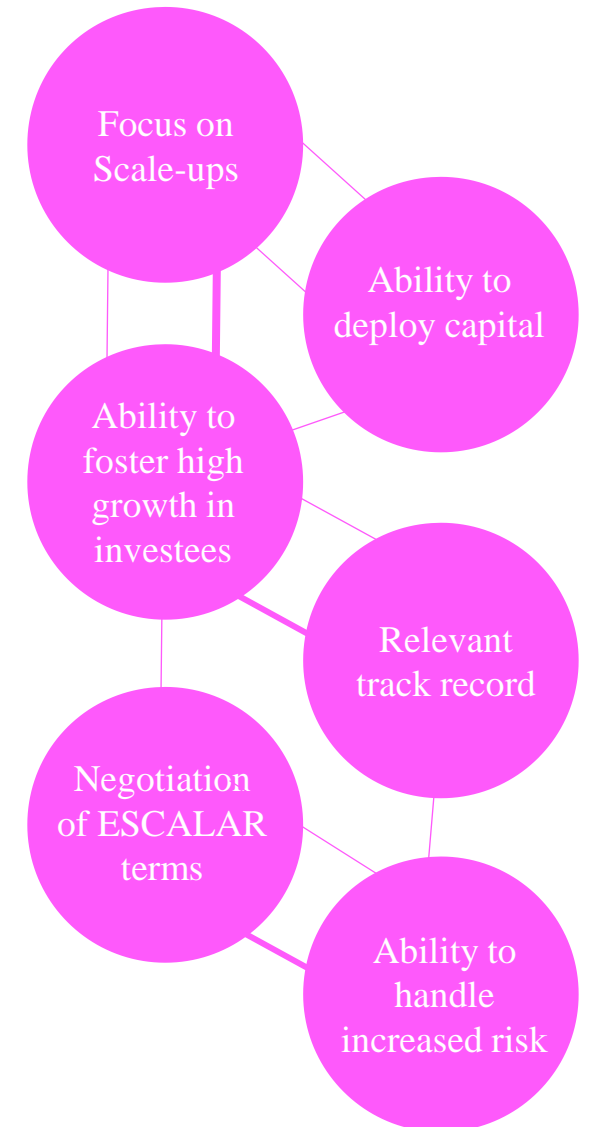 Focus on
Scale-ups
Ability to
deploy capital
Ability to
foster high
growth in
investees
Relevant
track record
Negotiation
of ESCALAR
terms
Ability to
handle
increased risk